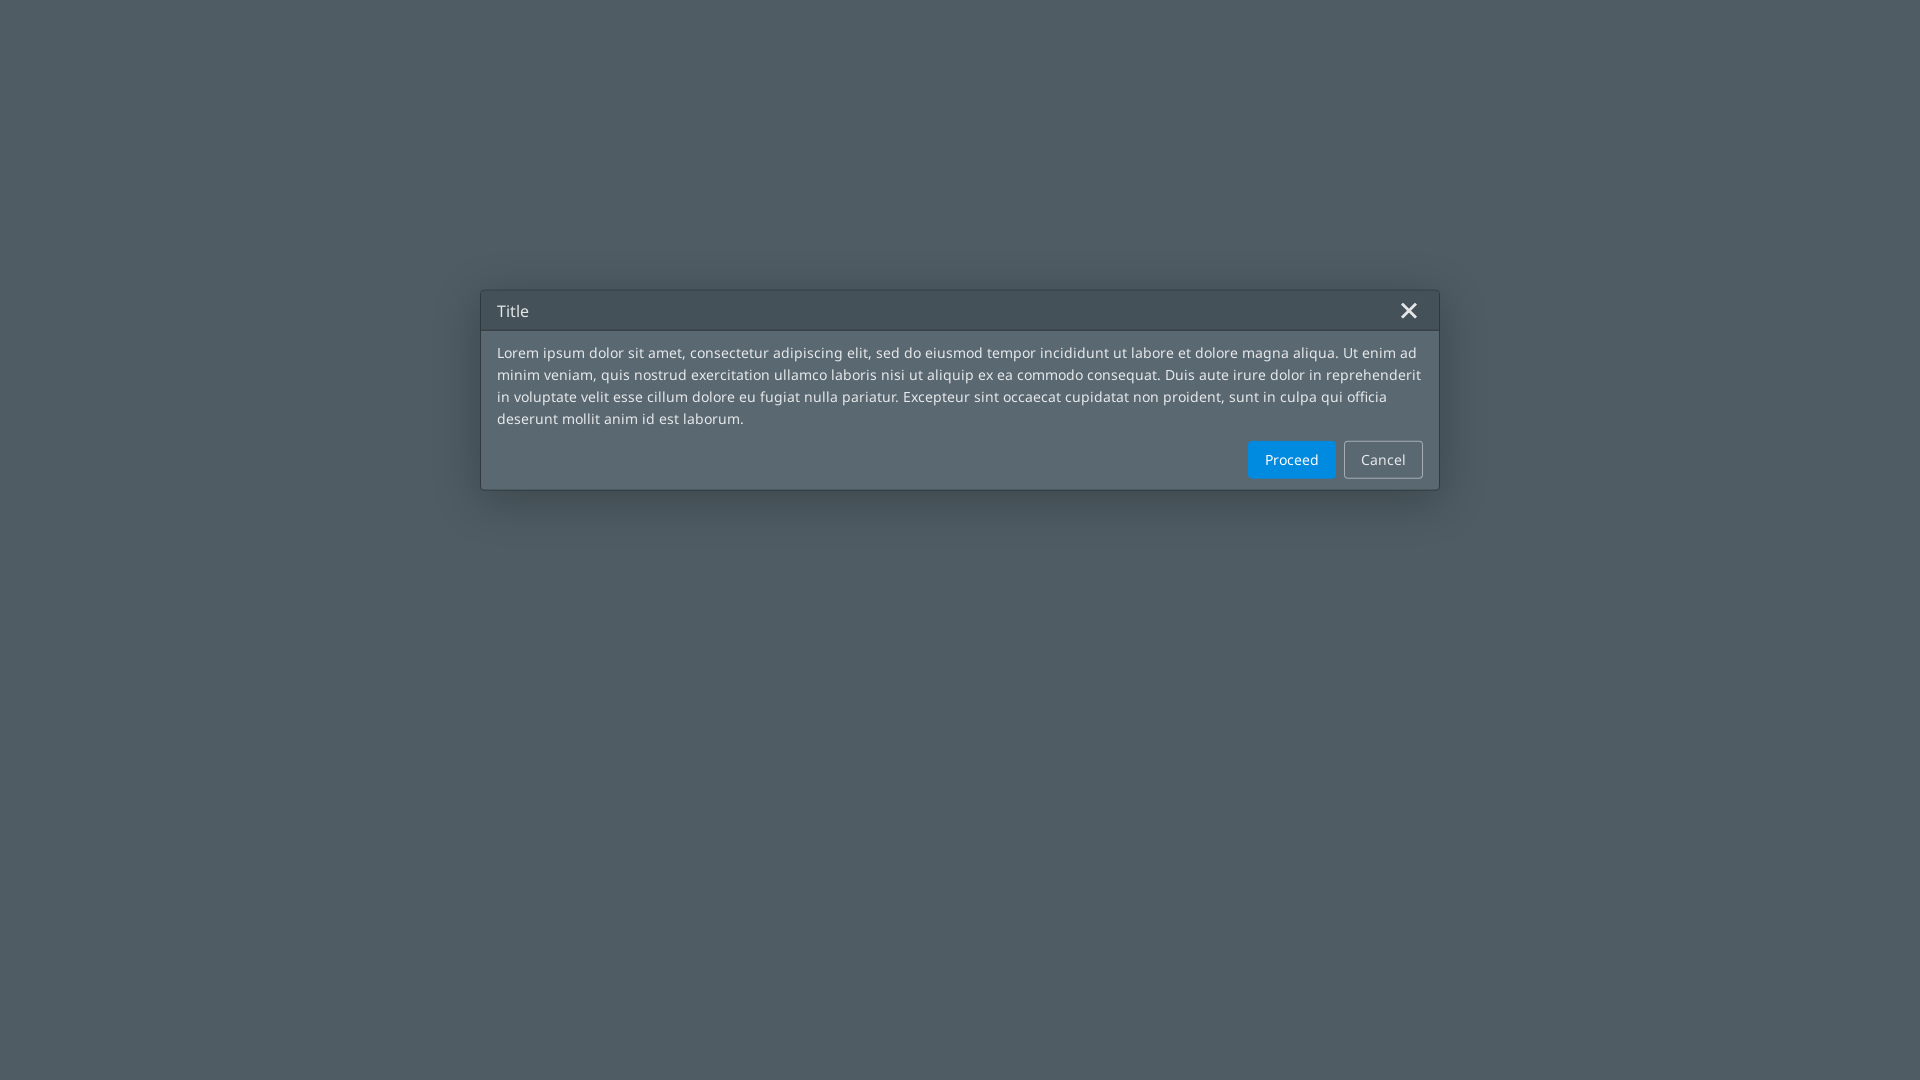 Title
Lorem ipsum dolor sit amet, consectetur adipiscing elit, sed do eiusmod tempor incididunt ut labore et dolore magna aliqua. Ut enim ad
minim veniam, quis nostrud exercitation ullamco laboris nisi ut aliquip ex ea commodo consequat. Duis aute irure dolor in reprehenderit
in voluptate velit esse cillum dolore eu fugiat nulla pariatur. Excepteur sint occaecat cupidatat non proident, sunt in culpa qui officia
deserunt mollit anim id est laborum.
Proceed Cancel